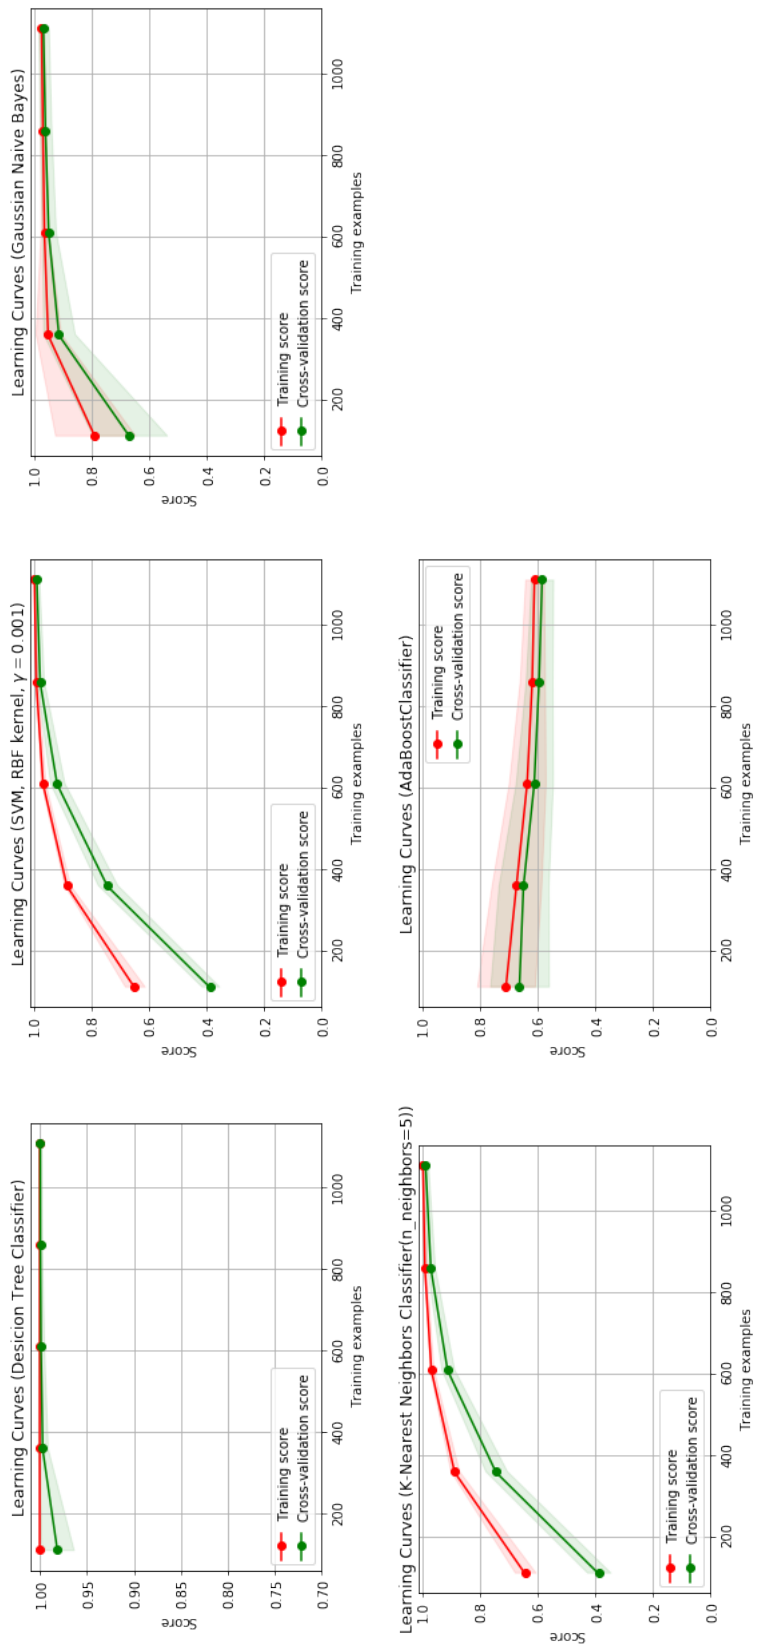 Learning Curves (Desicion Tree Classifier)
1.00
0.95
0.90
0.85
0.80
0.75
0.70
Score
Training score
Cross-validation score
200 400 600 800 1000
Training examples
Learning Curves (SVM, RBF kernel, γ = 0.001)
1.0
0.8
0.6
0.4
0.2
0.0
Score
Training score
Cross-validation score
200 400 600 800 1000
Training examples
Learning Curves (Gaussian Naive Bayes)
1.0
0.8
0.6
0.4
0.2
0.0
Score
Training score
Cross-validation score
200 400 600 800 1000
Training examples
Learning Curves (K-Nearest Neighbors Classifier(n_neighbors=5))
1.0
0.8
0.6
0.4
0.2
0.0
Score
Training score
Cross-validation score
200 400 600 800 1000
Training examples
Learning Curves (AdaBoostClassifier)
1.0
0.8
0.6
0.4
0.2
0.0
Score
Training score
Cross-validation score
200 400 600 800 1000
Training examples